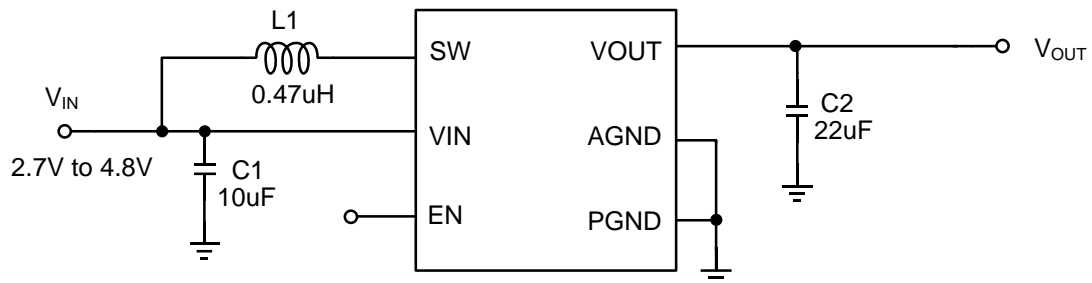 L1
0.47uH
SW
VOUT
VOUT
VIN
2.7V to 4.8V
VIN
C1
10uF
EN
AGND
PGND
C2
22uF